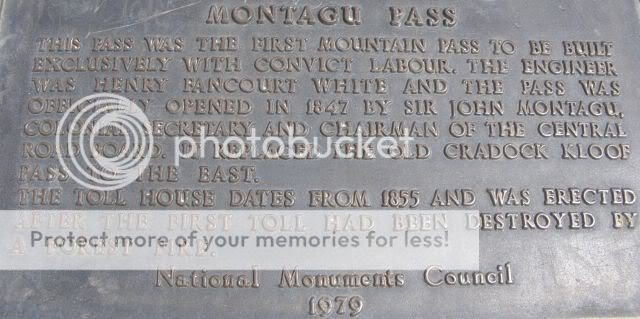 MONTAGU PASS
THIS PASS WAS THE FIRST MOUNTAIN PASS TO BE BUILT
EXCLUSIVELY WITH CONVICT LABOUR. THE ENGINEER
WAS HENRY FANCOURT WHITE AND THE PASS WAS
OFFICIALLY OPENED IN 1847 BY SIR JOHN MONTAGU,
COLONIAL SECRETARY AND CHAIRMAN OF THE CENTRAL
ROAD BOARD. IT REPLACED THE OLD CRADOCK KLOOF
PASS TO THE EAST.
THE TOLL HOUSE DATES FROM 1855 AND WAS ERECTED
AFTER THE FIRST TOLL HAD BEEN DESTROYED BY
A FOREST FIRE.
National Monuments Council
1979
photobucket
Protect more of your memories for less!